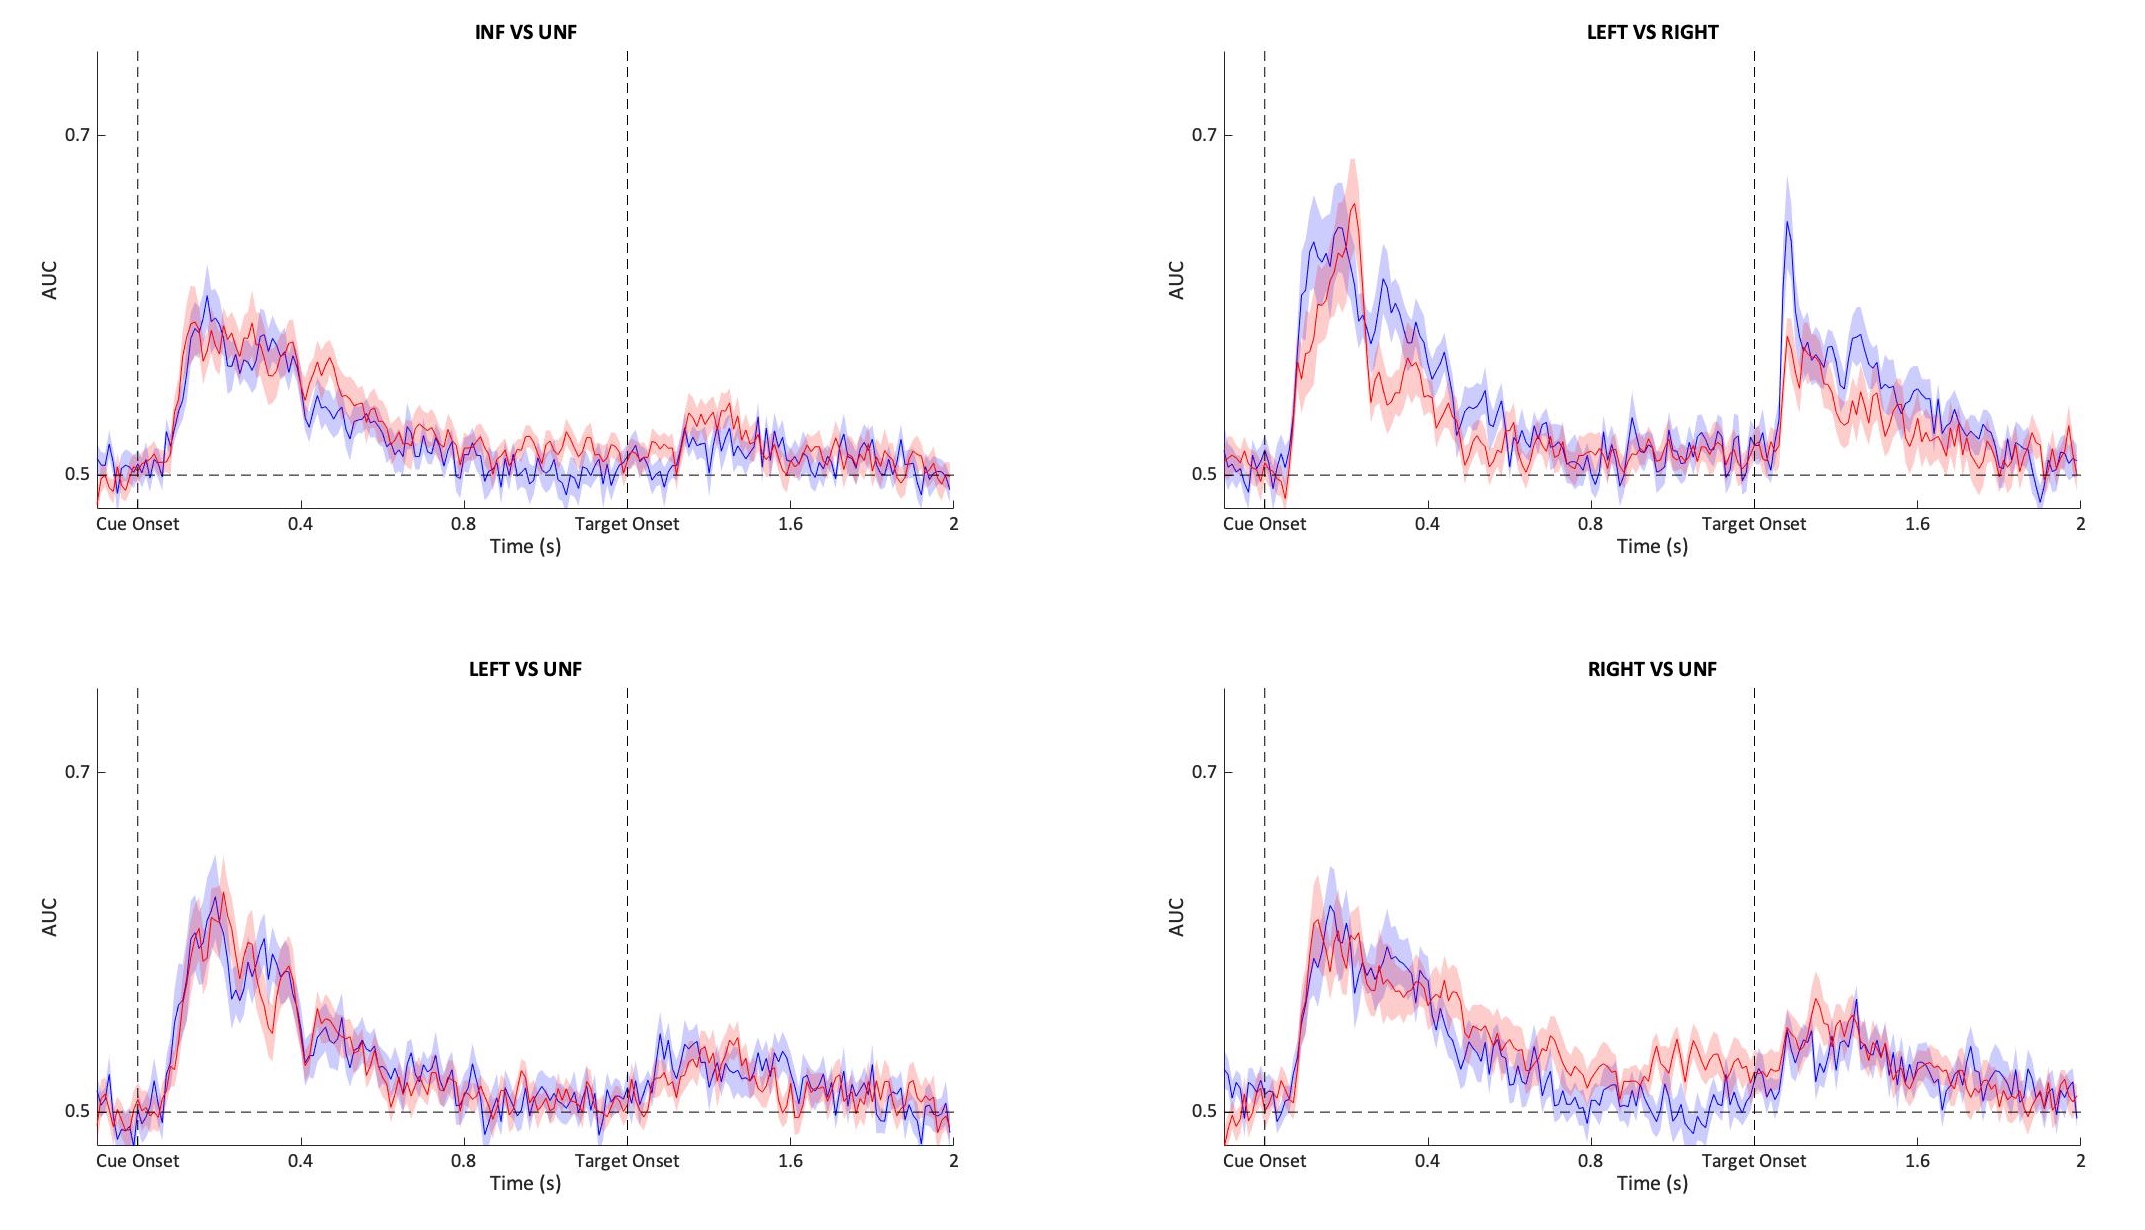 INF VS UNF
0.7
AUC
0.5
Cue Onset 0.4 0.8 Target Onset 1.6 2
Time (s)
LEFT VS RIGHT
0.7
AUC
0.5
Cue Onset 0.4 0.8 Target Onset 1.6 2
Time (s)
LEFT VS UNF
0.7
AUC
0.5
Cue Onset 0.4 0.8 Target Onset 1.6 2
Time (s)
RIGHT VS UNF
0.7
AUC
0.5
Cue Onset 0.4 0.8 Target Onset 1.6 2
Time (s)